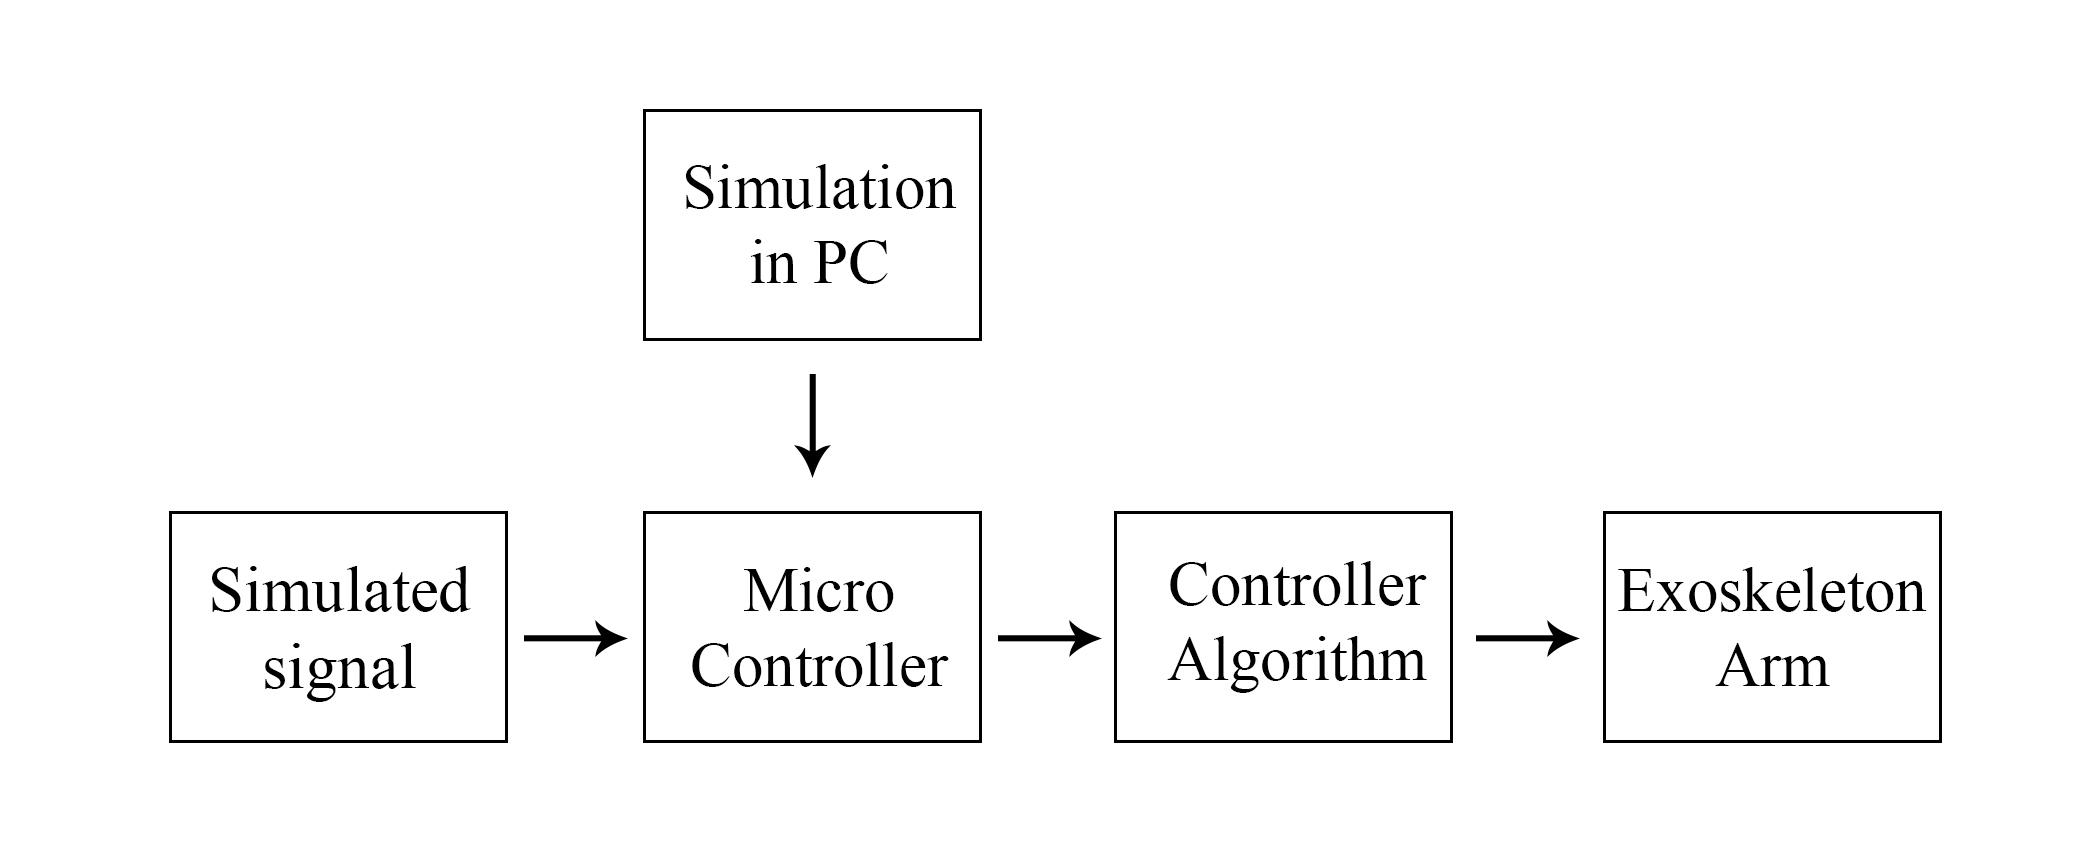 Simulation
in PC
Simulated
signal
Micro
Controller
Controller
Algorithm
Exoskeleton
Arm